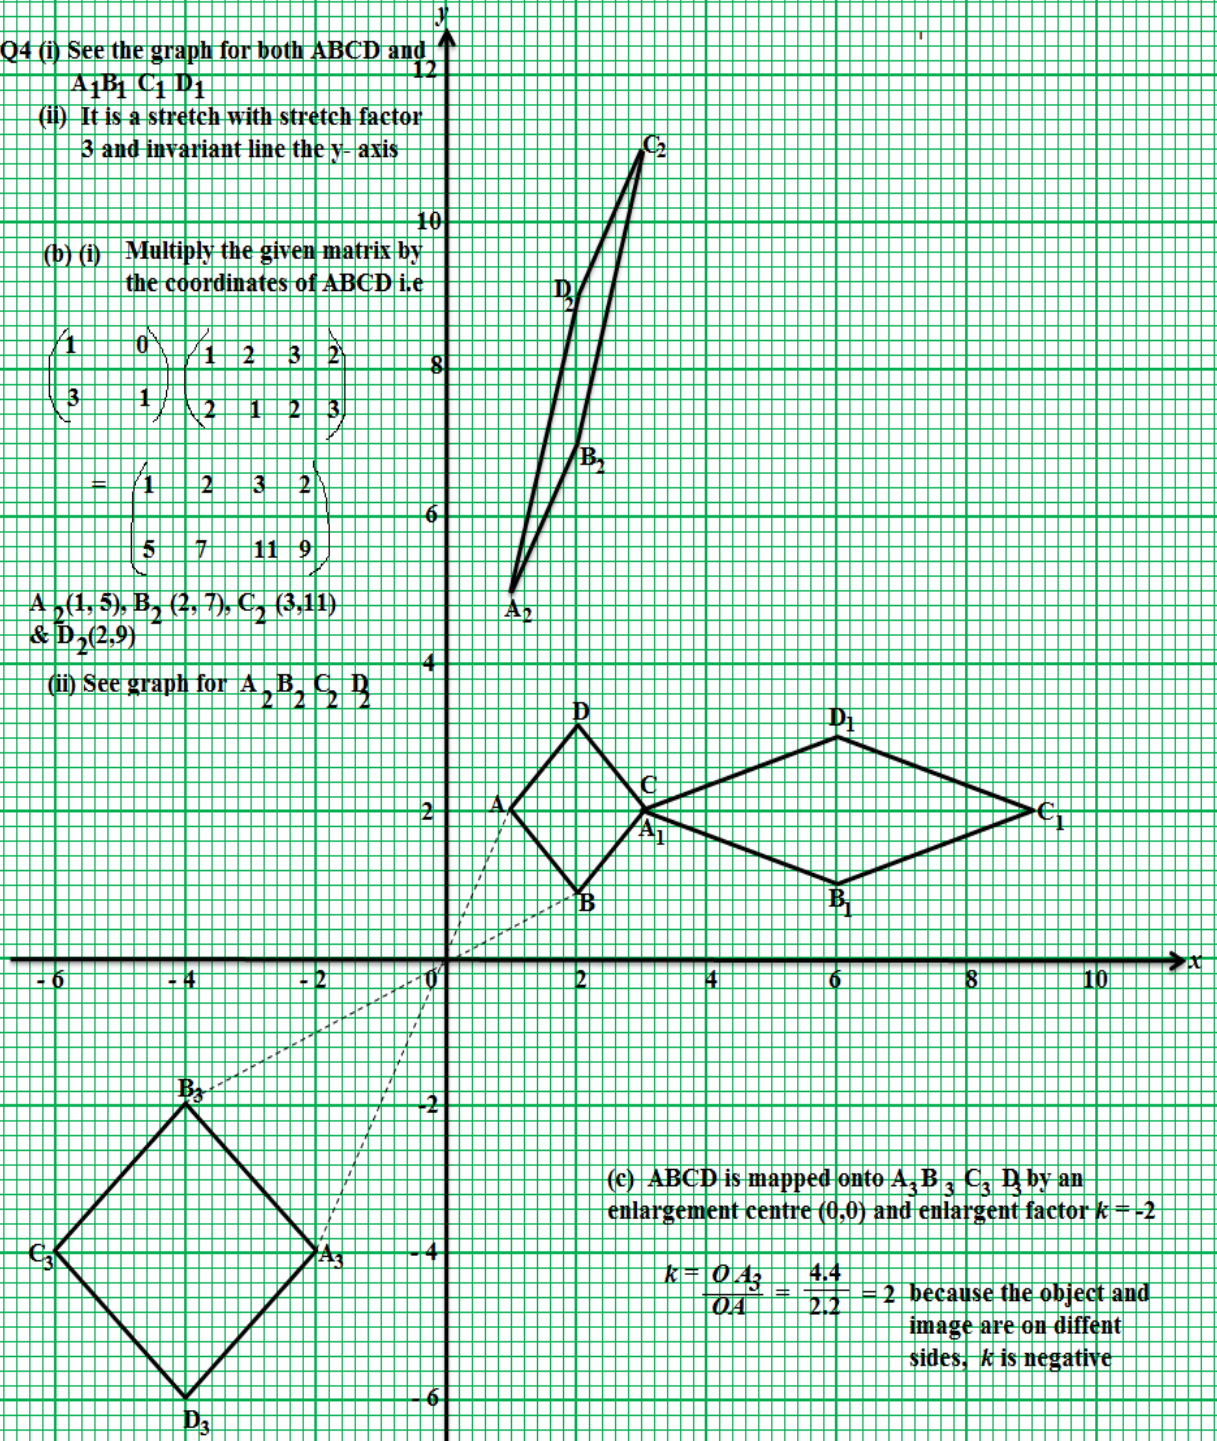 y
Q4 (i) See the graph for both ABCD and
A1B1 C1 D1
(ii) It is a stretch with stretch factor
3 and invariant line the y- axis
12
C2
10
(b) (i) Multiply the given matrix by
the coordinates of ABCD i.e
D2
8
1 0 1 2 3 2
3 1 2 1 2 3
B2
= 1 2 3 2
5 7 11 9
6
A2(1, 5), B2 (2, 7), C2 (3,11)
& D2(2,9)
A2
4
(ii) See graph for A2 B2 C2 D2
D
D1
C
2
A
A1
C1
B
B1
- 6 - 4 - 2 0 2 4 6 8 10 x
B3
-2
(c) ABCD is mapped onto A3 B3 C3 D3 by an
enlargement centre (0,0) and enlargent factor k = -2
C3
A3
- 4
k = OA3/OA = 4.4/2.2 = 2 because the object and
image are on diffent
sides, k is negative
- 6
D3